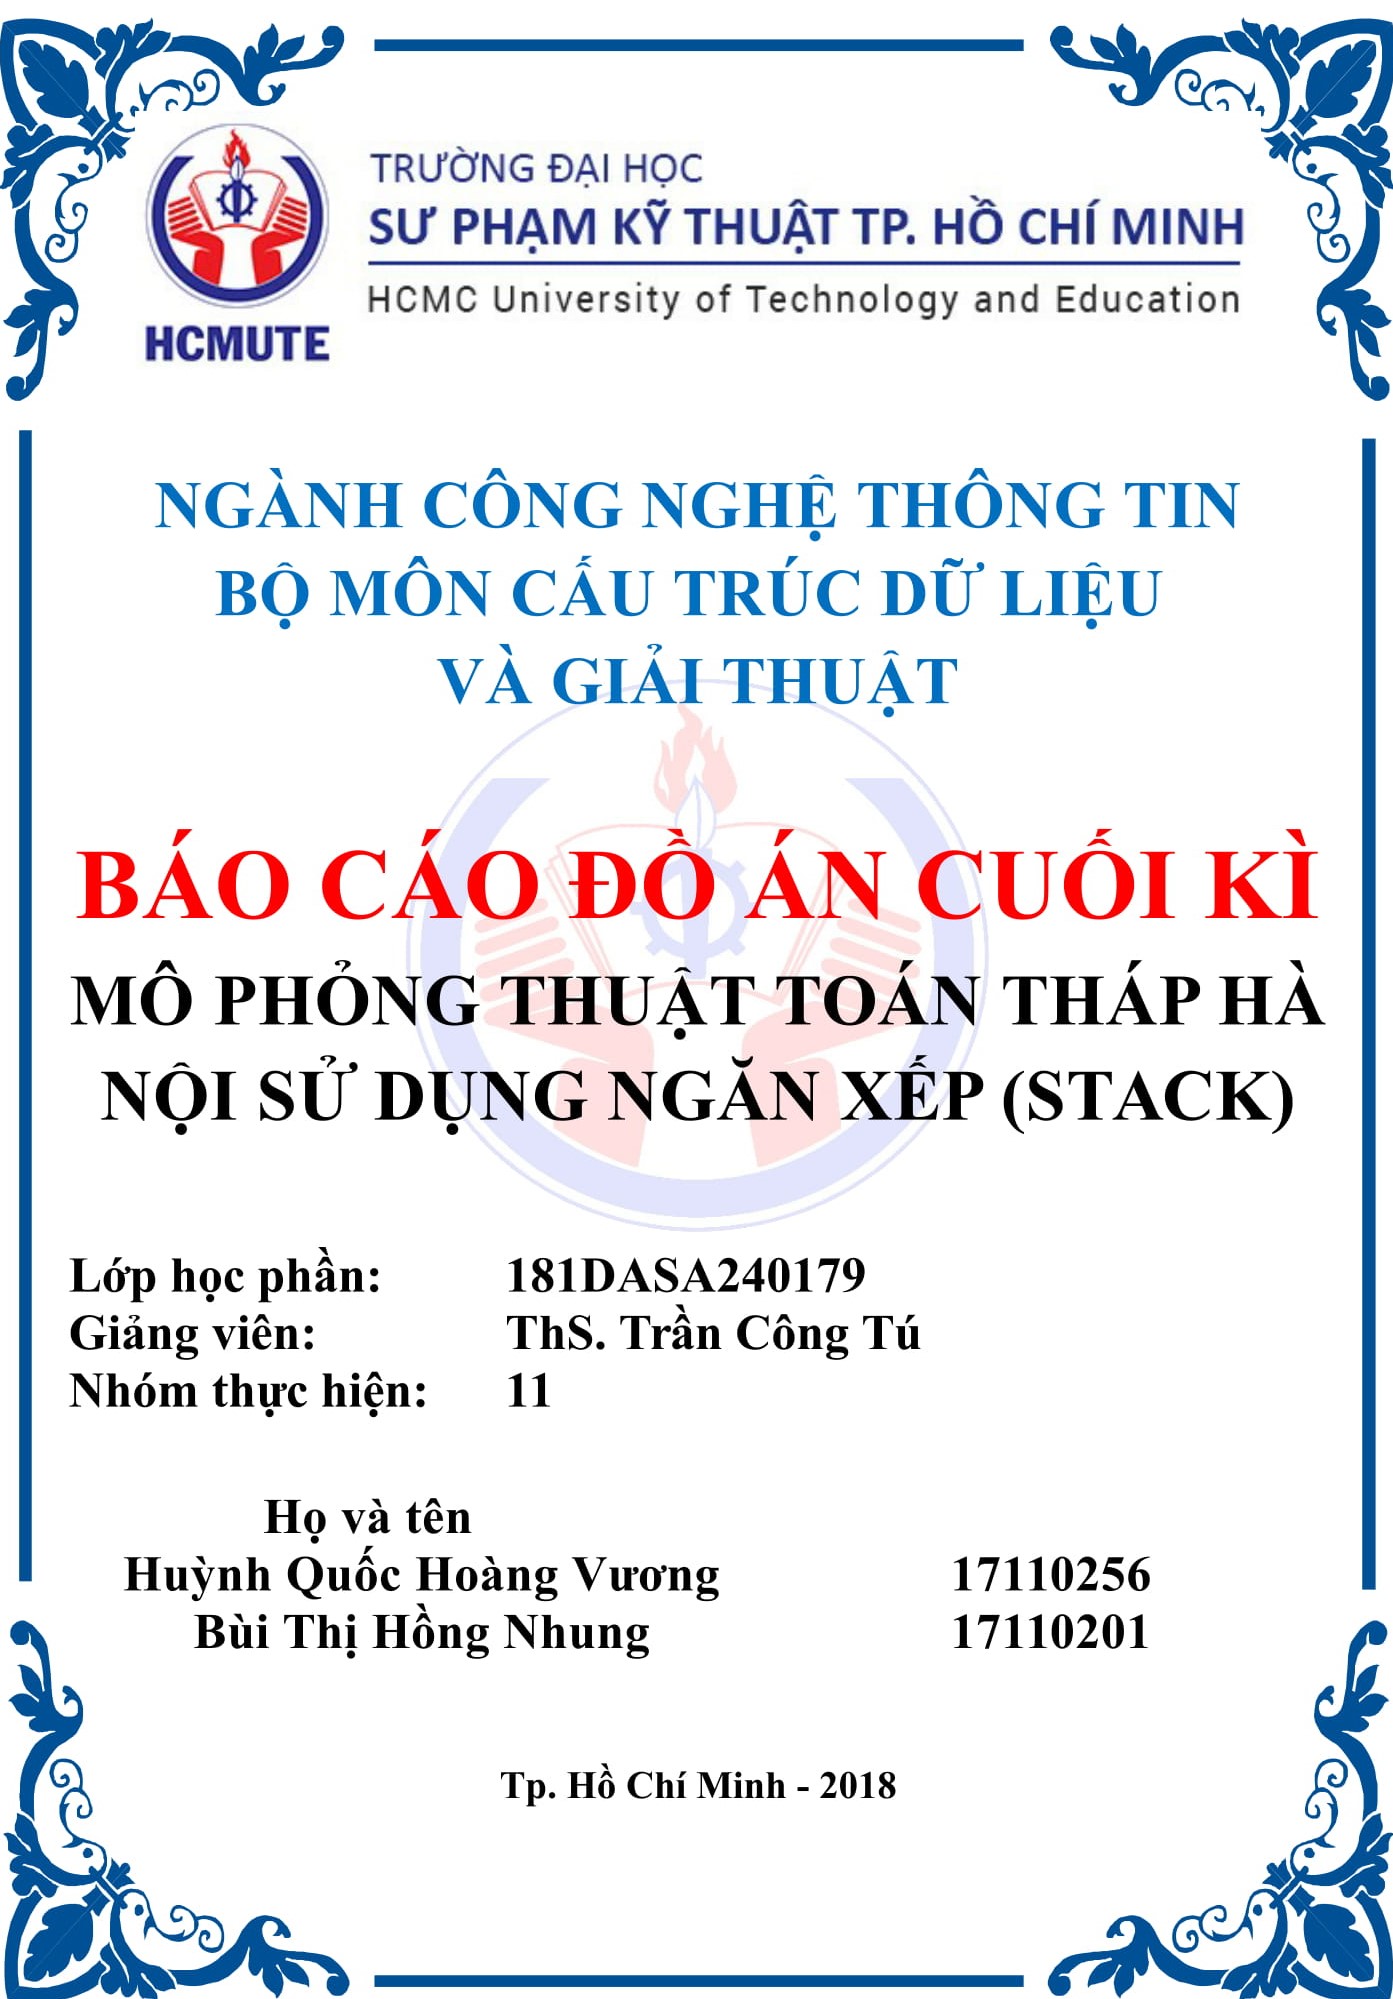 TRƯỜNG ĐẠI HỌC
SƯ PHẠM KỸ THUẬT TP. HỒ CHÍ MINH
HCMC University of Technology and Education
HCMUTE
NGÀNH CÔNG NGHỆ THÔNG TIN
BỘ MÔN CẤU TRÚC DỮ LIỆU
VÀ GIẢI THUẬT
BÁO CÁO ĐỒ ÁN CUỐI KÌ
MÔ PHỎNG THUẬT TOÁN THÁP HÀ
NỘI SỬ DỤNG NGĂN XẾP (STACK)
Lớp học phần: 181DASA240179
Giảng viên: ThS. Trần Công Tú
Nhóm thực hiện: 11
Họ và tên
Huỳnh Quốc Hoàng Vương 17110256
Bùi Thị Hồng Nhung 17110201
Tp. Hồ Chí Minh - 2018